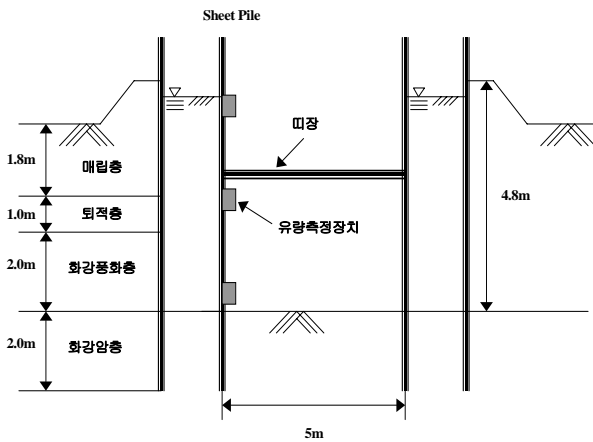 Sheet Pile
띠장
1.8m
매립층
4.8m
1.0m
퇴적층
유량측정장치
2.0m
화강풍화층
2.0m
화강암층
5m